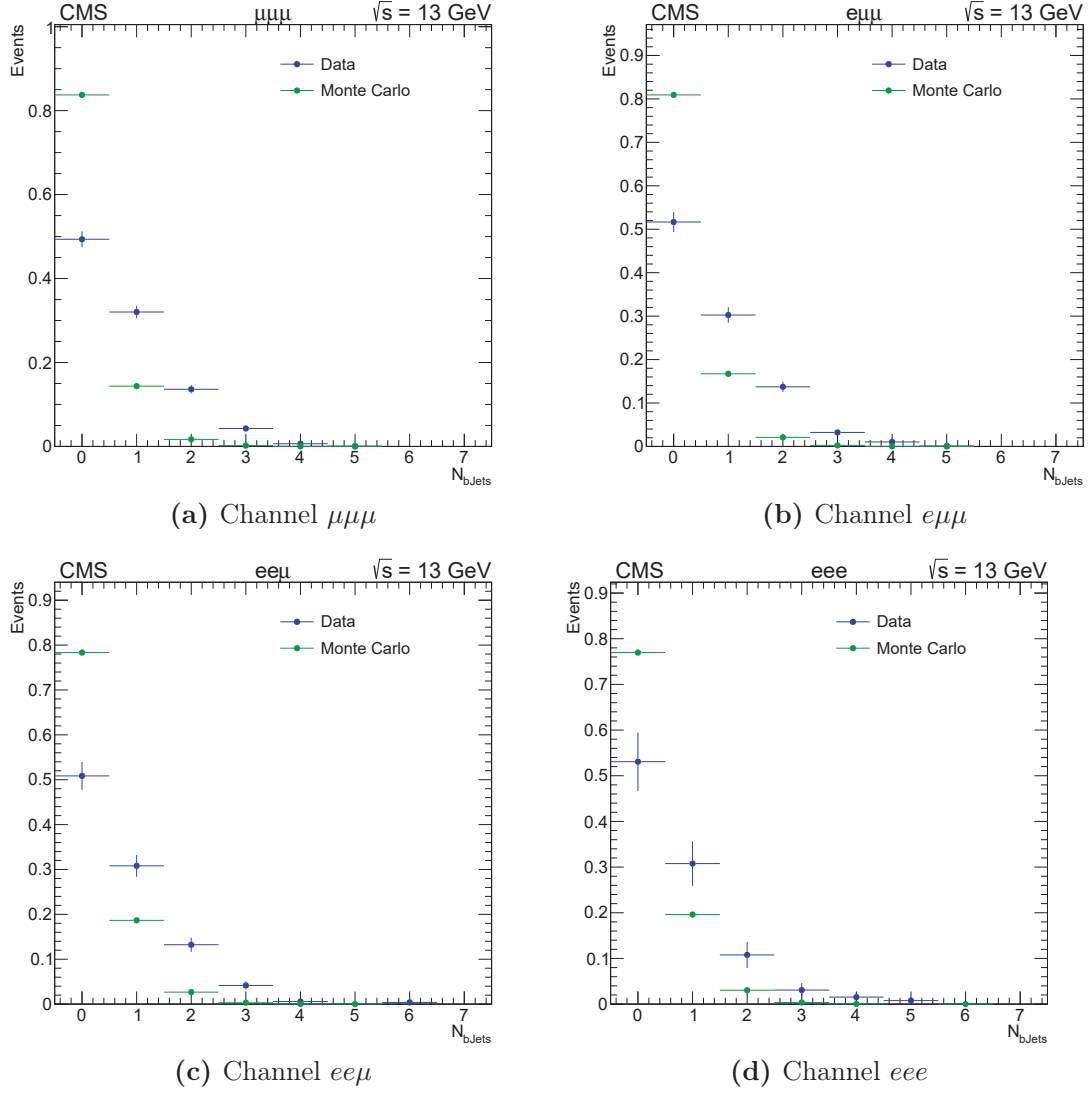 CMS μμμ √s = 13 GeV
Events
Data
Monte Carlo
1
0.8
0.6
0.4
0.2
0
0 1 2 3 4 5 6 7
N_bJets
(a) Channel μμμ
CMS eμμ √s = 13 GeV
Events
Data
Monte Carlo
0.9
0.8
0.7
0.6
0.5
0.4
0.3
0.2
0.1
0
0 1 2 3 4 5 6 7
N_bJets
(b) Channel eμμ
CMS eeμ √s = 13 GeV
Events
Data
Monte Carlo
0.9
0.8
0.7
0.6
0.5
0.4
0.3
0.2
0.1
0
0 1 2 3 4 5 6 7
N_bJets
(c) Channel eeμ
CMS eee √s = 13 GeV
Events
Data
Monte Carlo
0.9
0.8
0.7
0.6
0.5
0.4
0.3
0.2
0.1
0
0 1 2 3 4 5 6 7
N_bJets
(d) Channel eee